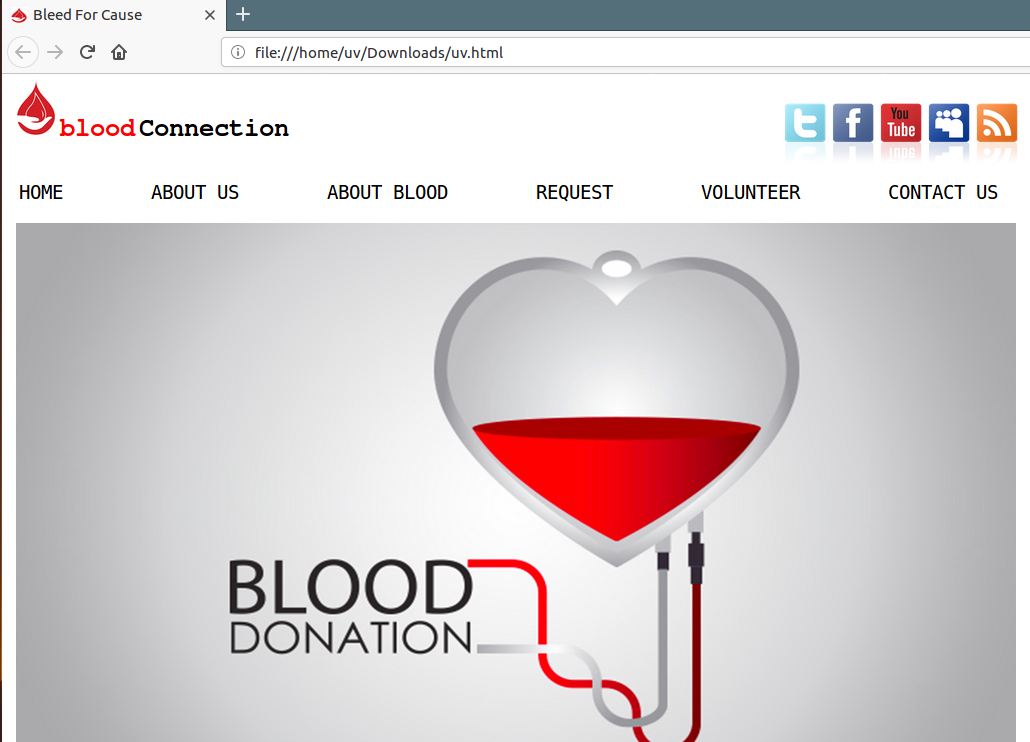 Bleed For Cause
file:///home/uv/Downloads/uv.html
bloodConnection
t f You Tube
HOME ABOUT US ABOUT BLOOD REQUEST VOLUNTEER CONTACT US
BLOOD
DONATION